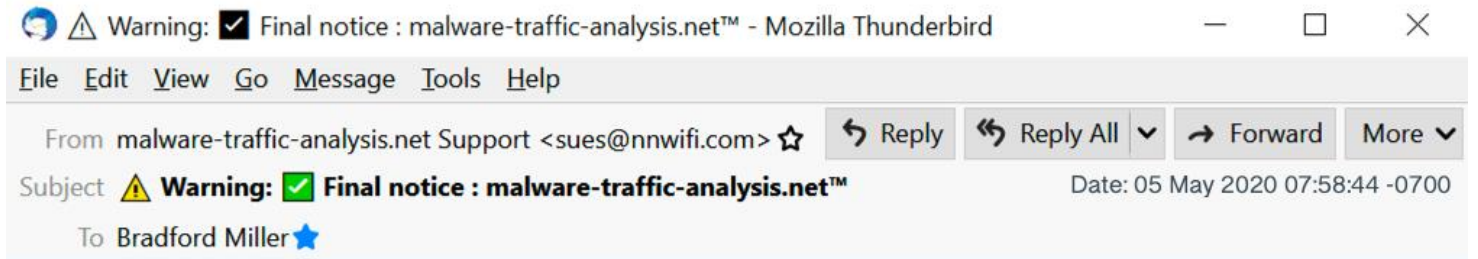 ⚠ Warning: ✅ Final notice : malware-traffic-analysis.net™ - Mozilla Thunderbird
File Edit View Go Message Tools Help
From malware-traffic-analysis.net Support <sues@nnwifi.com> Reply Reply All Forward More
Subject ⚠ Warning: ✅ Final notice : malware-traffic-analysis.net™ Date: 05 May 2020 07:58:44 -0700
To Bradford Miller